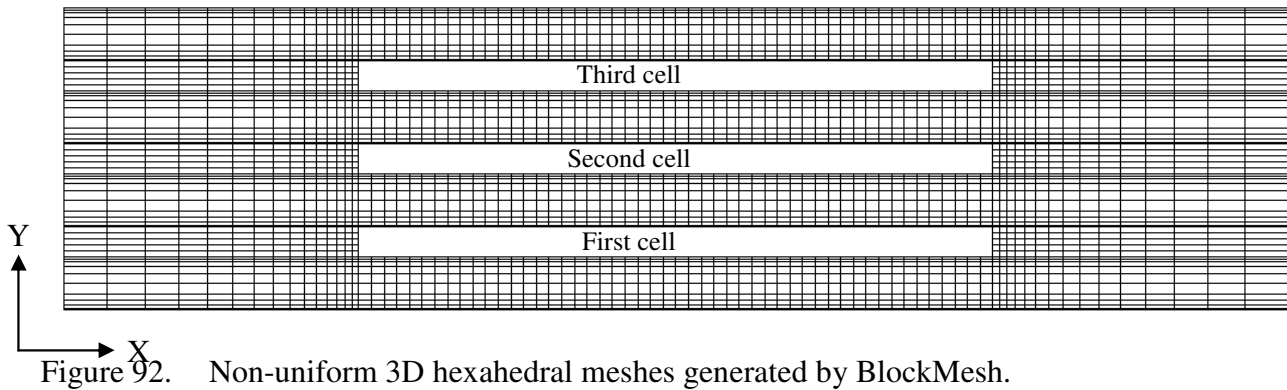 Third cell
Second cell
First cell
Y
X
Figure 92. Non-uniform 3D hexahedral meshes generated by BlockMesh.